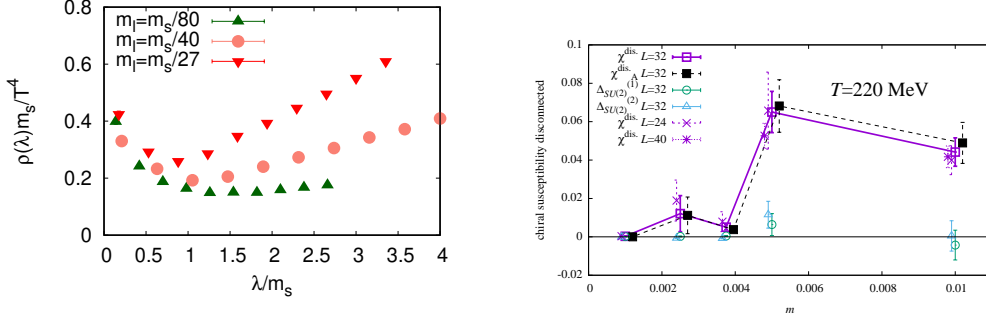 m_l=m_s/80
m_l=m_s/40
m_l=m_s/27
ρ(λ)m_s/T^4
0.8
0.6
0.4
0.2
0
0 0.5 1 1.5 2 2.5 3 3.5 4
λ/m_s
χ^dis. L=32
χ^dis._A L=32
Δ_SU(2)^(1) L=32
Δ_SU(2)^(2) L=32
χ^dis. L=24
χ^dis. L=40
T=220 MeV
chiral susceptibility disconnected
0.1
0.08
0.06
0.04
0.02
0
-0.02
0 0.002 0.004 0.006 0.008 0.01
m